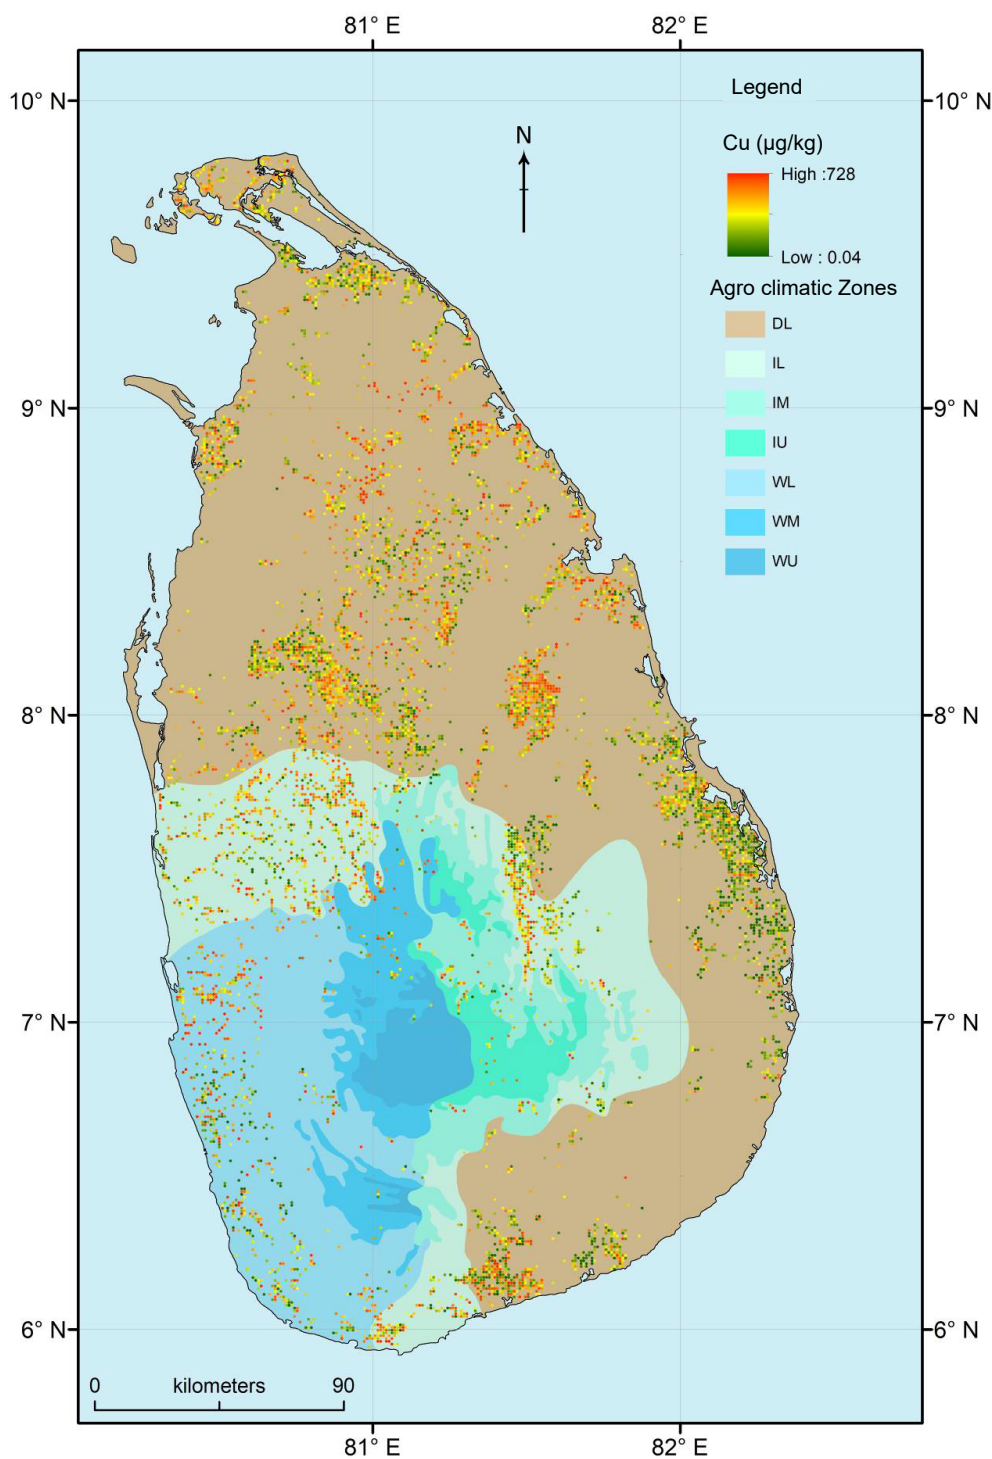 81° E 82° E
10° N 10° N
Legend
N
Cu (µg/kg)
High :728
Low : 0.04
Agro climatic Zones
DL
IL
IM
9° N 9° N
IU
WL
WM
WU
8° N 8° N
7° N 7° N
6° N 6° N
0 kilometers 90
81° E 82° E